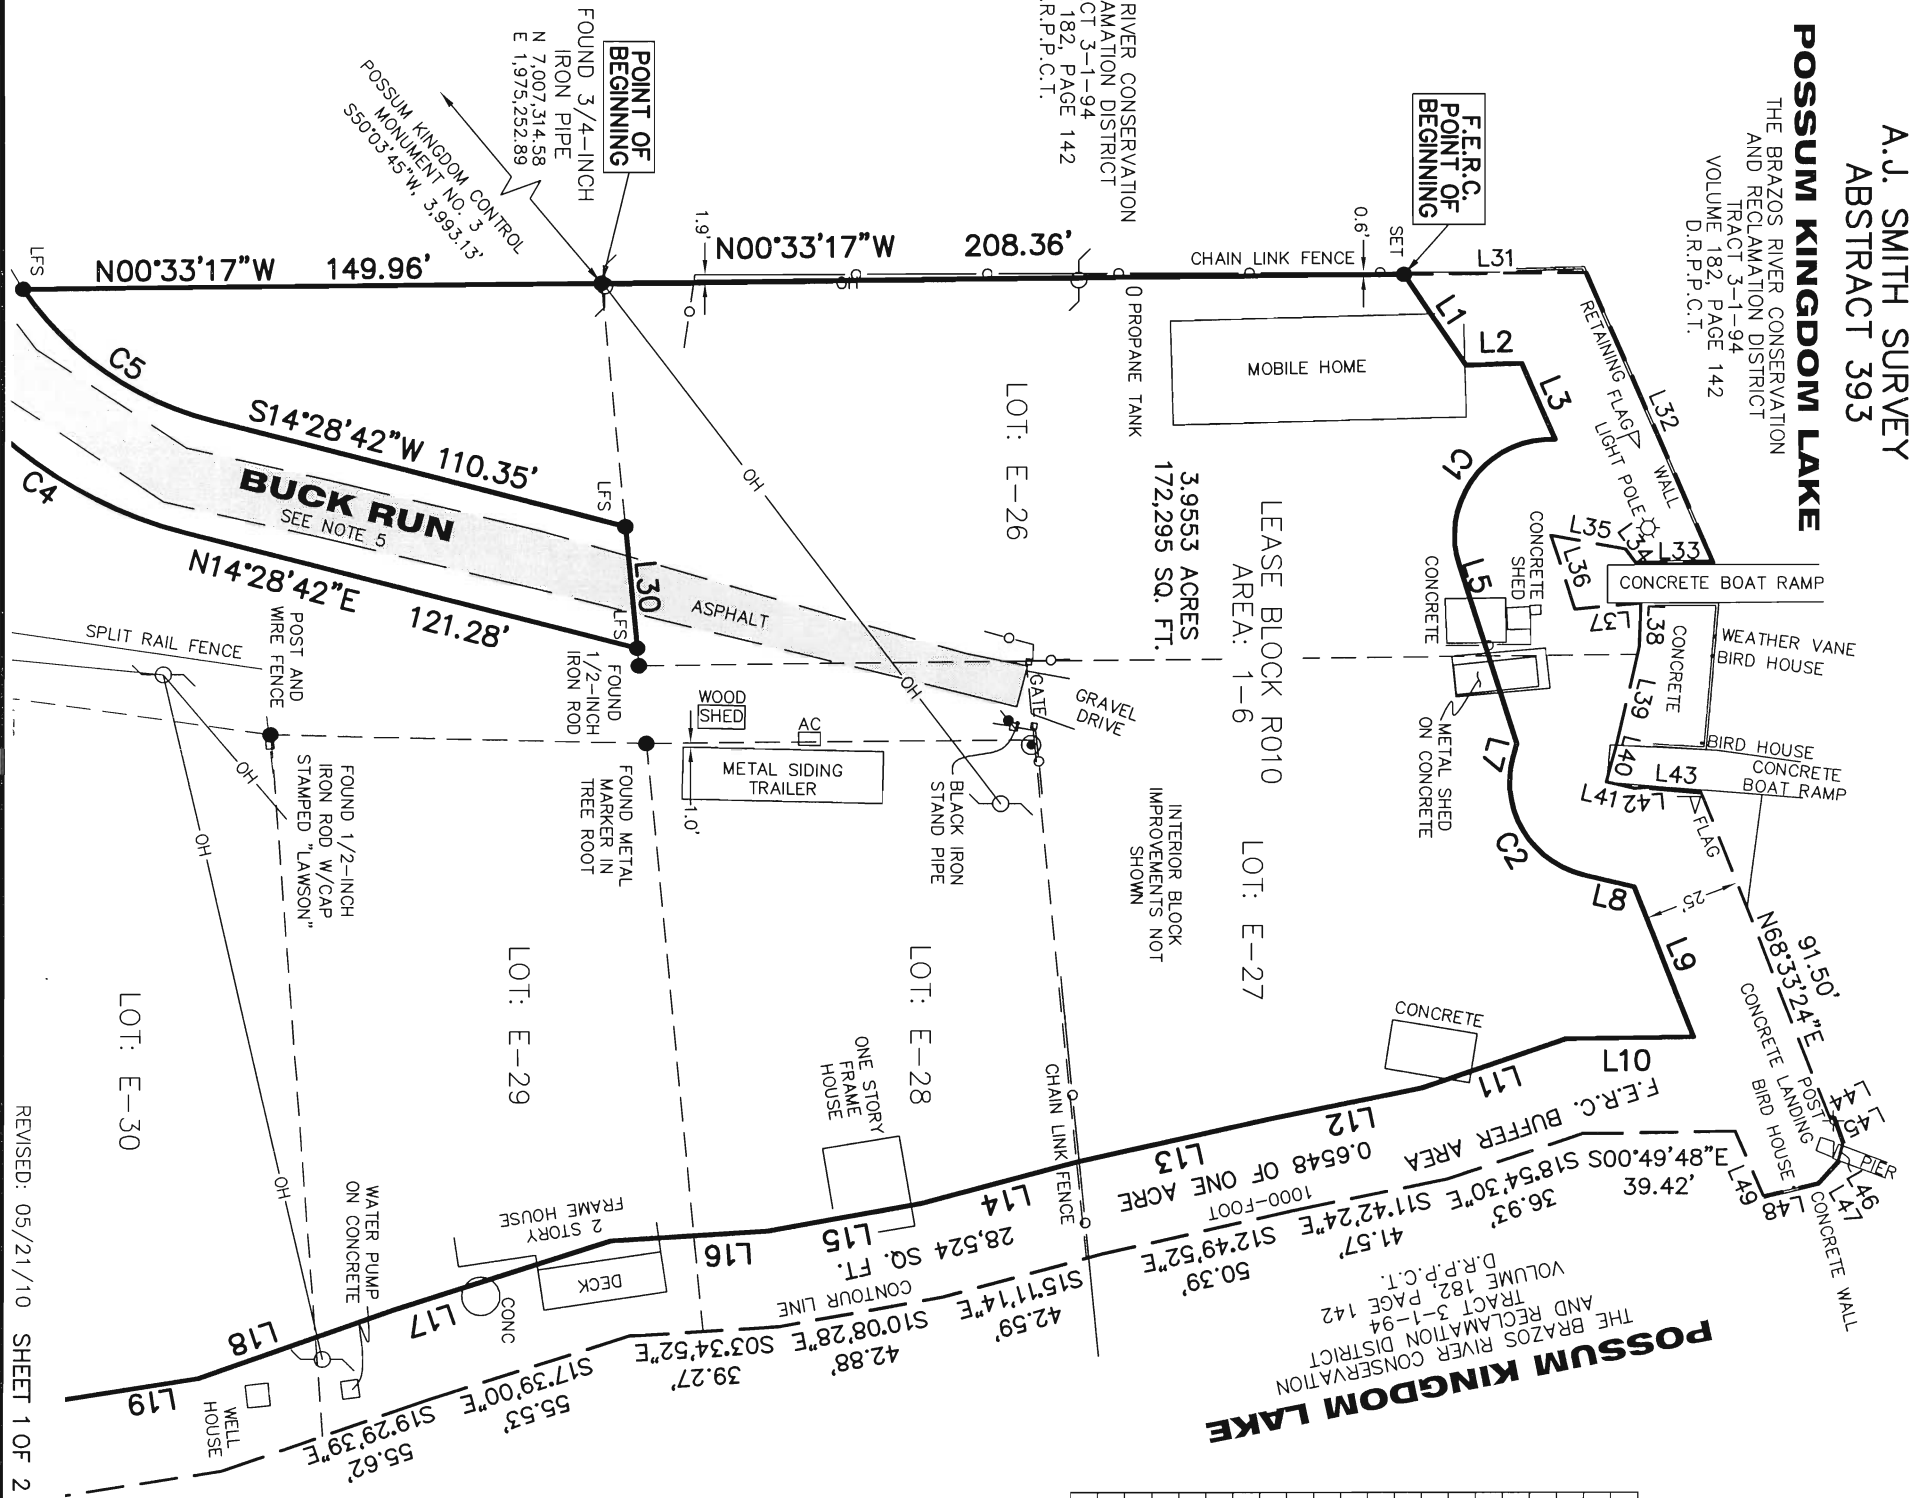 A.J. SMITH SURVEY
ABSTRACT 393
POSSUM KINGDOM LAKE
THE BRAZOS RIVER CONSERVATION
AND RECLAMATION DISTRICT
TRACT 3-1-94
VOLUME 182, PAGE 142
D.R.P.P.C.T.
RIVER CONSERVATION
AMATION DISTRICT
CT 3-1-94
182, PAGE 142
.R.P.P.C.T.
F.E.R.C.
POINT OF
BEGINNING
POINT OF
BEGINNING
FOUND 3/4-INCH
IRON PIPE
N 7,007,314.58
E 1,975,252.89
POSSUM KINGDOM CONTROL
MONUMENT NO. 3
S50°03'45"W, 3,993.13'
LFS
N00°33'17"W 149.96'
1.9'
N00°33'17"W 208.36'
OH
CHAIN LINK FENCE
0.6'
SET
L31
L1
L2
L3
C1
L32
RETAINING
WALL
FLAG
LIGHT POLE
PROPANE TANK
MOBILE HOME
LOT: E-26
3.9553 ACRES
172,295 SQ. FT.
LEASE BLOCK R010
AREA: 1-6
C5
S14°28'42"W 110.35'
BUCK RUN
SEE NOTE 5
C4
N14°28'42"E 121.28'
LFS
L30
LFS
ASPHALT
OH
OH
L33
L34
L35
L36
L37
L38
L39
L40
L41
L42
L43
CONCRETE BOAT RAMP
CONCRETE
WEATHER VANE
BIRD HOUSE
BIRD HOUSE
CONCRETE
BOAT RAMP
CONCRETE
SHED
CONCRETE
L5
METAL SHED
ON CONCRETE
L7
C2
L8
FLAG
25'
L9
91.50'
N68°33'24"E
CONCRETE LANDING
POST
BIRD HOUSE
L44
L45
PIER
L46
L47
L48
L49
CONCRETE WALL
SPLIT RAIL FENCE
POST AND
WIRE FENCE
FOUND
1/2-INCH
IRON ROD
WOOD
SHED
AC
METAL SIDING
TRAILER
1.0'
GATE
GRAVEL
DRIVE
BLACK IRON
STAND PIPE
FOUND METAL
MARKER IN
TREE ROOT
FOUND 1/2-INCH
IRON ROD W/CAP
STAMPED "LAWSON"
OH
OH
OH
INTERIOR BLOCK
IMPROVEMENTS NOT
SHOWN
LOT: E-27
LOT: E-28
LOT: E-29
LOT: E-30
CONCRETE
L10
L11
L12
L13
L14
L15
L16
L17
L18
L19
CHAIN LINK FENCE
ONE STORY
FRAME
HOUSE
2 STORY
FRAME HOUSE
DECK
CONC
WATER PUMP
ON CONCRETE
WELL
HOUSE
F.E.R.C. BUFFER AREA
0.6548 OF ONE ACRE
28,524 SQ. FT.
1000-FOOT
CONTOUR LINE
S00°49'48"E
39.42'
S18°54'30"E
36.93'
S11°42'24"E
41.57'
S12°49'52"E
50.39'
S15°11'14"E
42.59'
S10°08'28"E
42.88'
S03°34'52"E
39.27'
S17°39'00"E
55.53'
S19°29'39"E
55.62'
POSSUM KINGDOM LAKE
THE BRAZOS RIVER CONSERVATION
AND RECLAMATION DISTRICT
TRACT 3-1-94
VOLUME 182, PAGE 142
D.R.P.P.C.T.
REVISED: 05/21/10 SHEET 1 OF 2